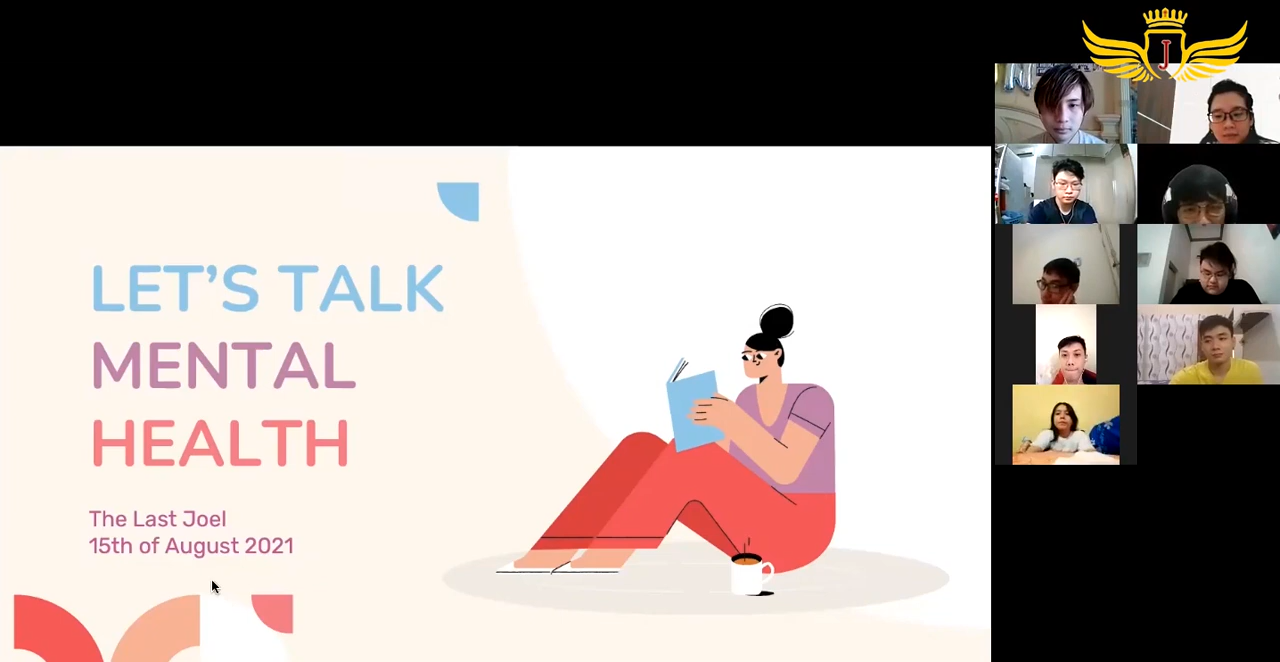 LET'S TALK
MENTAL
HEALTH
The Last Joel
15th of August 2021
J